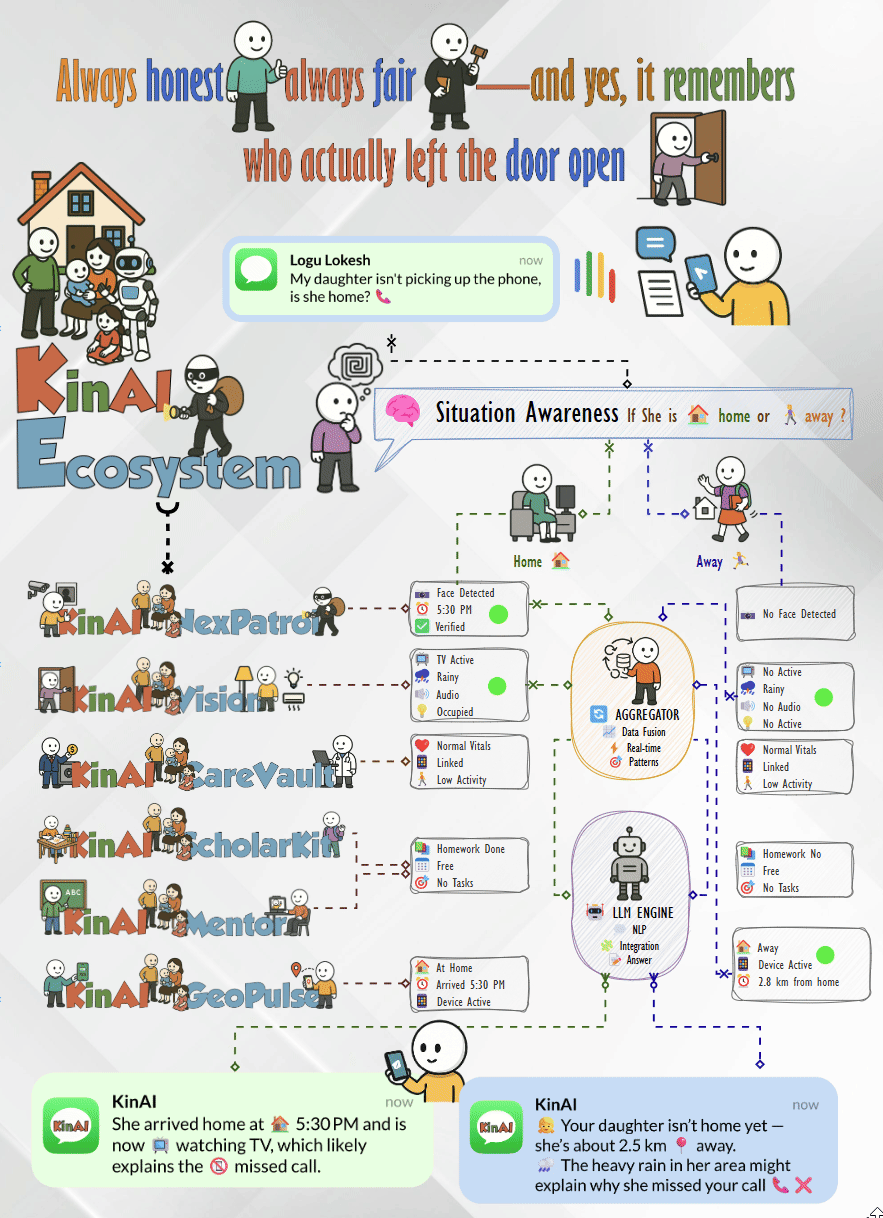 Always honest always fair —and yes, it remembers
who actually left the door open
Logu Lokesh now
My daughter isn't picking up the phone,
is she home?
KinAI
Ecosystem
Situation Awareness If She is home or away ?
Home
Away
KinAI NexPatrol
Face Detected
5:30 PM
Verified
No Face Detected
KinAI Vision
TV Active
Rainy
Audio
Occupied
AGGREGATOR
Data Fusion
Real-time
Patterns
No Active
Rainy
No Audio
No Active
KinAI CareVault
Normal Vitals
Linked
Low Activity
Normal Vitals
Linked
Low Activity
KinAI ScholarKit
Homework Done
Free
No Tasks
Homework No
Free
No Tasks
ABC
KinAI Mentor
LLM ENGINE
NLP
Integration
Answer
KinAI GeoPulse
At Home
Arrived 5:30 PM
Device Active
Away
Device Active
2.8 km from home
KinAI
KinAI now
She arrived home at 5:30 PM and is
now watching TV, which likely
explains the missed call.
KinAI
KinAI now
Your daughter isn't home yet —
she's about 2.5 km away.
The heavy rain in her area might
explain why she missed your call